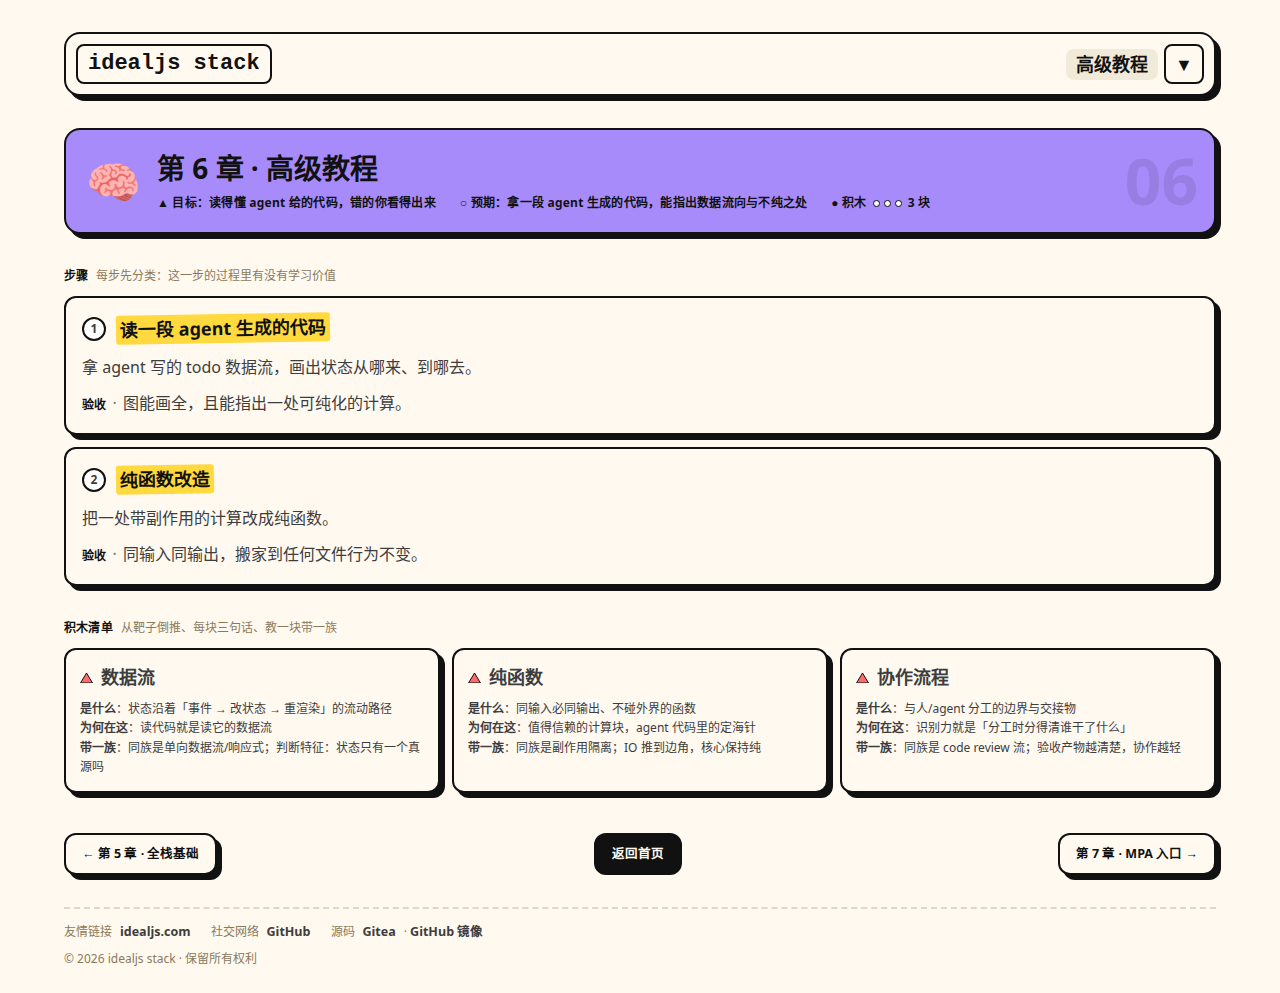 idealjs stack
高级教程 ▼
第 6 章 · 高级教程
06
▲ 目标：读得懂 agent 给的代码，错的你看得出来 ○ 预期：拿一段 agent 生成的代码，能指出数据流向与不纯之处 ● 积木 3 块
步骤 每步先分类：这一步的过程里有没有学习价值
1 读一段 agent 生成的代码
拿 agent 写的 todo 数据流，画出状态从哪来、到哪去。
验收 · 图能画全，且能指出一处可纯化的计算。
2 纯函数改造
把一处带副作用的计算改成纯函数。
验收 · 同输入同输出，搬家到任何文件行为不变。
积木清单 从靶子倒推、每块三句话、教一块带一族
数据流
是什么：状态沿着「事件 → 改状态 → 重渲染」的流动路径
为何在这：读代码就是读它的数据流
带一族：同族是单向数据流/响应式；判断特征：状态只有一个真
源吗
纯函数
是什么：同输入必同输出、不碰外界的函数
为何在这：值得信赖的计算块，agent 代码里的定海针
带一族：同族是副作用隔离；IO 推到边角，核心保持纯
协作流程
是什么：与人/agent 分工的边界与交接物
为何在这：识别力就是「分工时分得清谁干了什么」
带一族：同族是 code review 流；验收产物越清楚，协作越轻
← 第 5 章 · 全栈基础
返回首页
第 7 章 · MPA 入口 →
友情链接 idealjs.com 社交网络 GitHub 源码 Gitea · GitHub 镜像
© 2026 idealjs stack · 保留所有权利